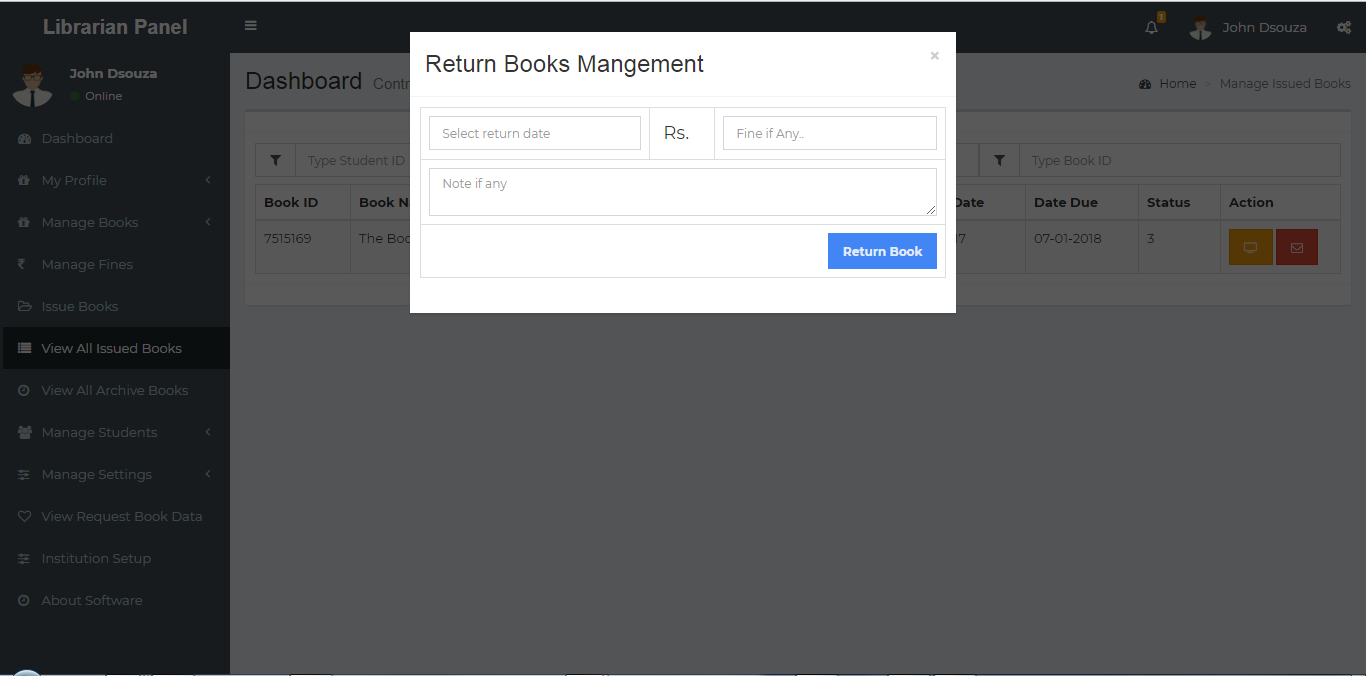 Librarian Panel
1
John Dsouza
John Dsouza
Online
Dashboard
My Profile
Manage Books
₹ Manage Fines
Issue Books
View All Issued Books
View All Archive Books
Manage Students
Manage Settings
View Request Book Data
Institution Setup
About Software
Dashboard Contr
Home > Manage Issued Books
Type Student ID
Type Book ID
Book ID Book N Date Date Due Status Action
7515169 The Boo 17 07-01-2018 3
Return Books Mangement ×
Select return date Rs. Fine if Any..
Note if any
Return Book